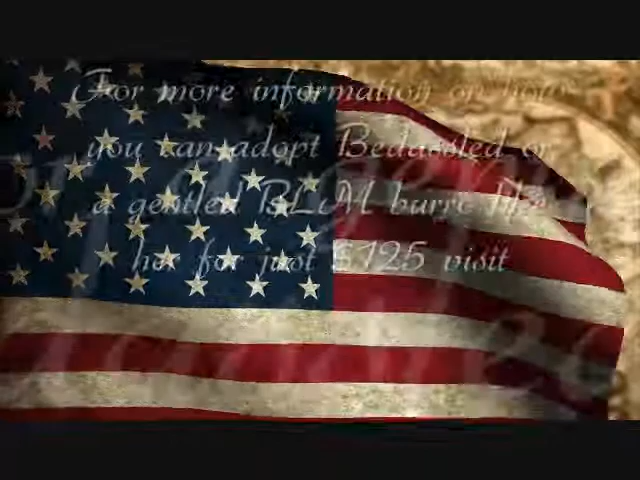 For more information on how
you can adopt Bedazzled or
a gentled BLM burro like
her for just $125 visit